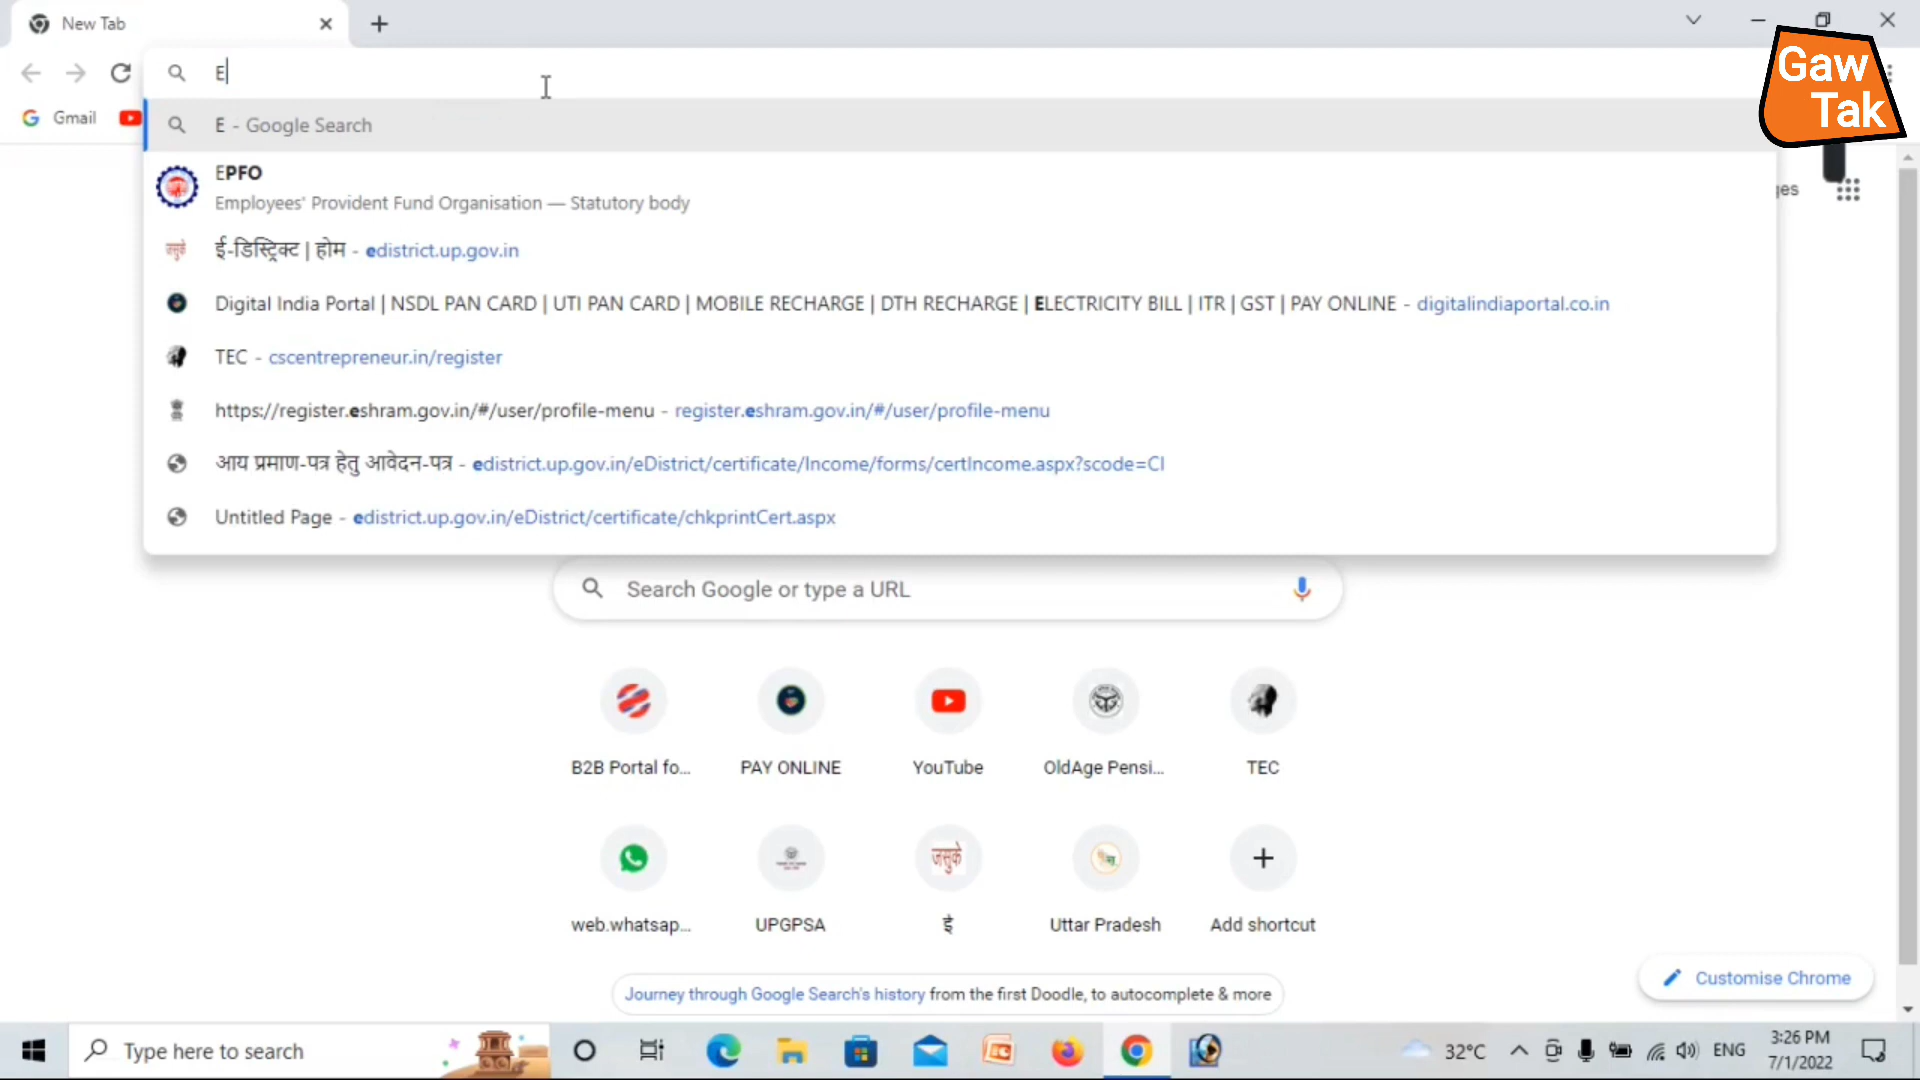 New Tab
Gaw
Tak
E
Gmail
E - Google Search
EPFO
Employees' Provident Fund Organisation — Statutory body
ई-डिस्ट्रिक्ट | होम - edistrict.up.gov.in
Digital India Portal | NSDL PAN CARD | UTI PAN CARD | MOBILE RECHARGE | DTH RECHARGE | ELECTRICITY BILL | ITR | GST | PAY ONLINE - digitalindiaportal.co.in
TEC - cscentrepreneur.in/register
https://register.eshram.gov.in/#/user/profile-menu - register.eshram.gov.in/#/user/profile-menu
आय प्रमाण-पत्र हेतु आवेदन-पत्र - edistrict.up.gov.in/eDistrict/certificate/Income/forms/certIncome.aspx?scode=CI
Untitled Page - edistrict.up.gov.in/eDistrict/certificate/chkprintCert.aspx
Search Google or type a URL
B2B Portal fo... PAY ONLINE YouTube OldAge Pensi... TEC
जसुके
web.whatsap... UPGPSA ई Uttar Pradesh Add shortcut
Customise Chrome
Journey through Google Search's history from the first Doodle, to autocomplete & more
Type here to search
32°C ENG 3:26 PM
7/1/2022